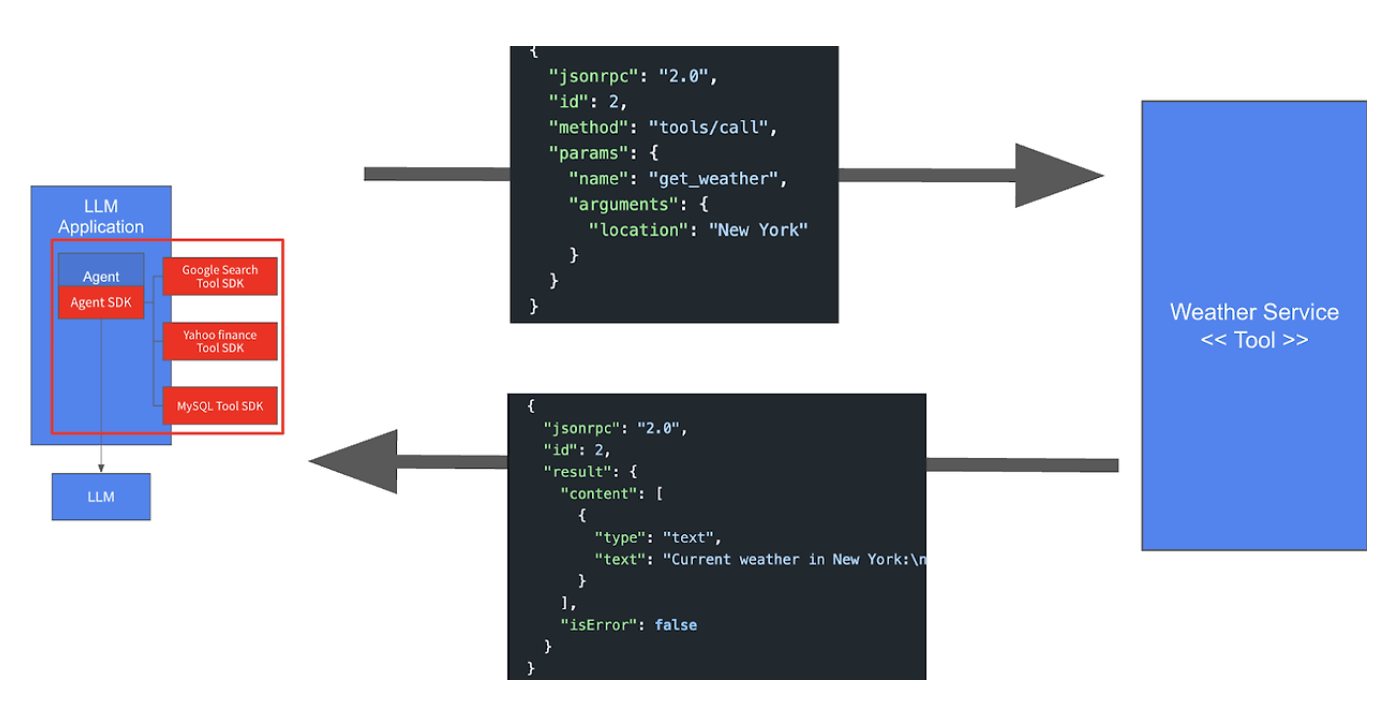 LLM
Application
Agent
Agent SDK
Google Search
Tool SDK
Yahoo finance
Tool SDK
MySQL Tool SDK
LLM
{
"jsonrpc": "2.0",
"id": 2,
"method": "tools/call",
"params": {
"name": "get_weather",
"arguments": {
"location": "New York"
}
}
}
{
"jsonrpc": "2.0",
"id": 2,
"result": {
"content": [
{
"type": "text",
"text": "Current weather in New York:\n
}
],
"isError": false
}
}
Weather Service
<< Tool >>